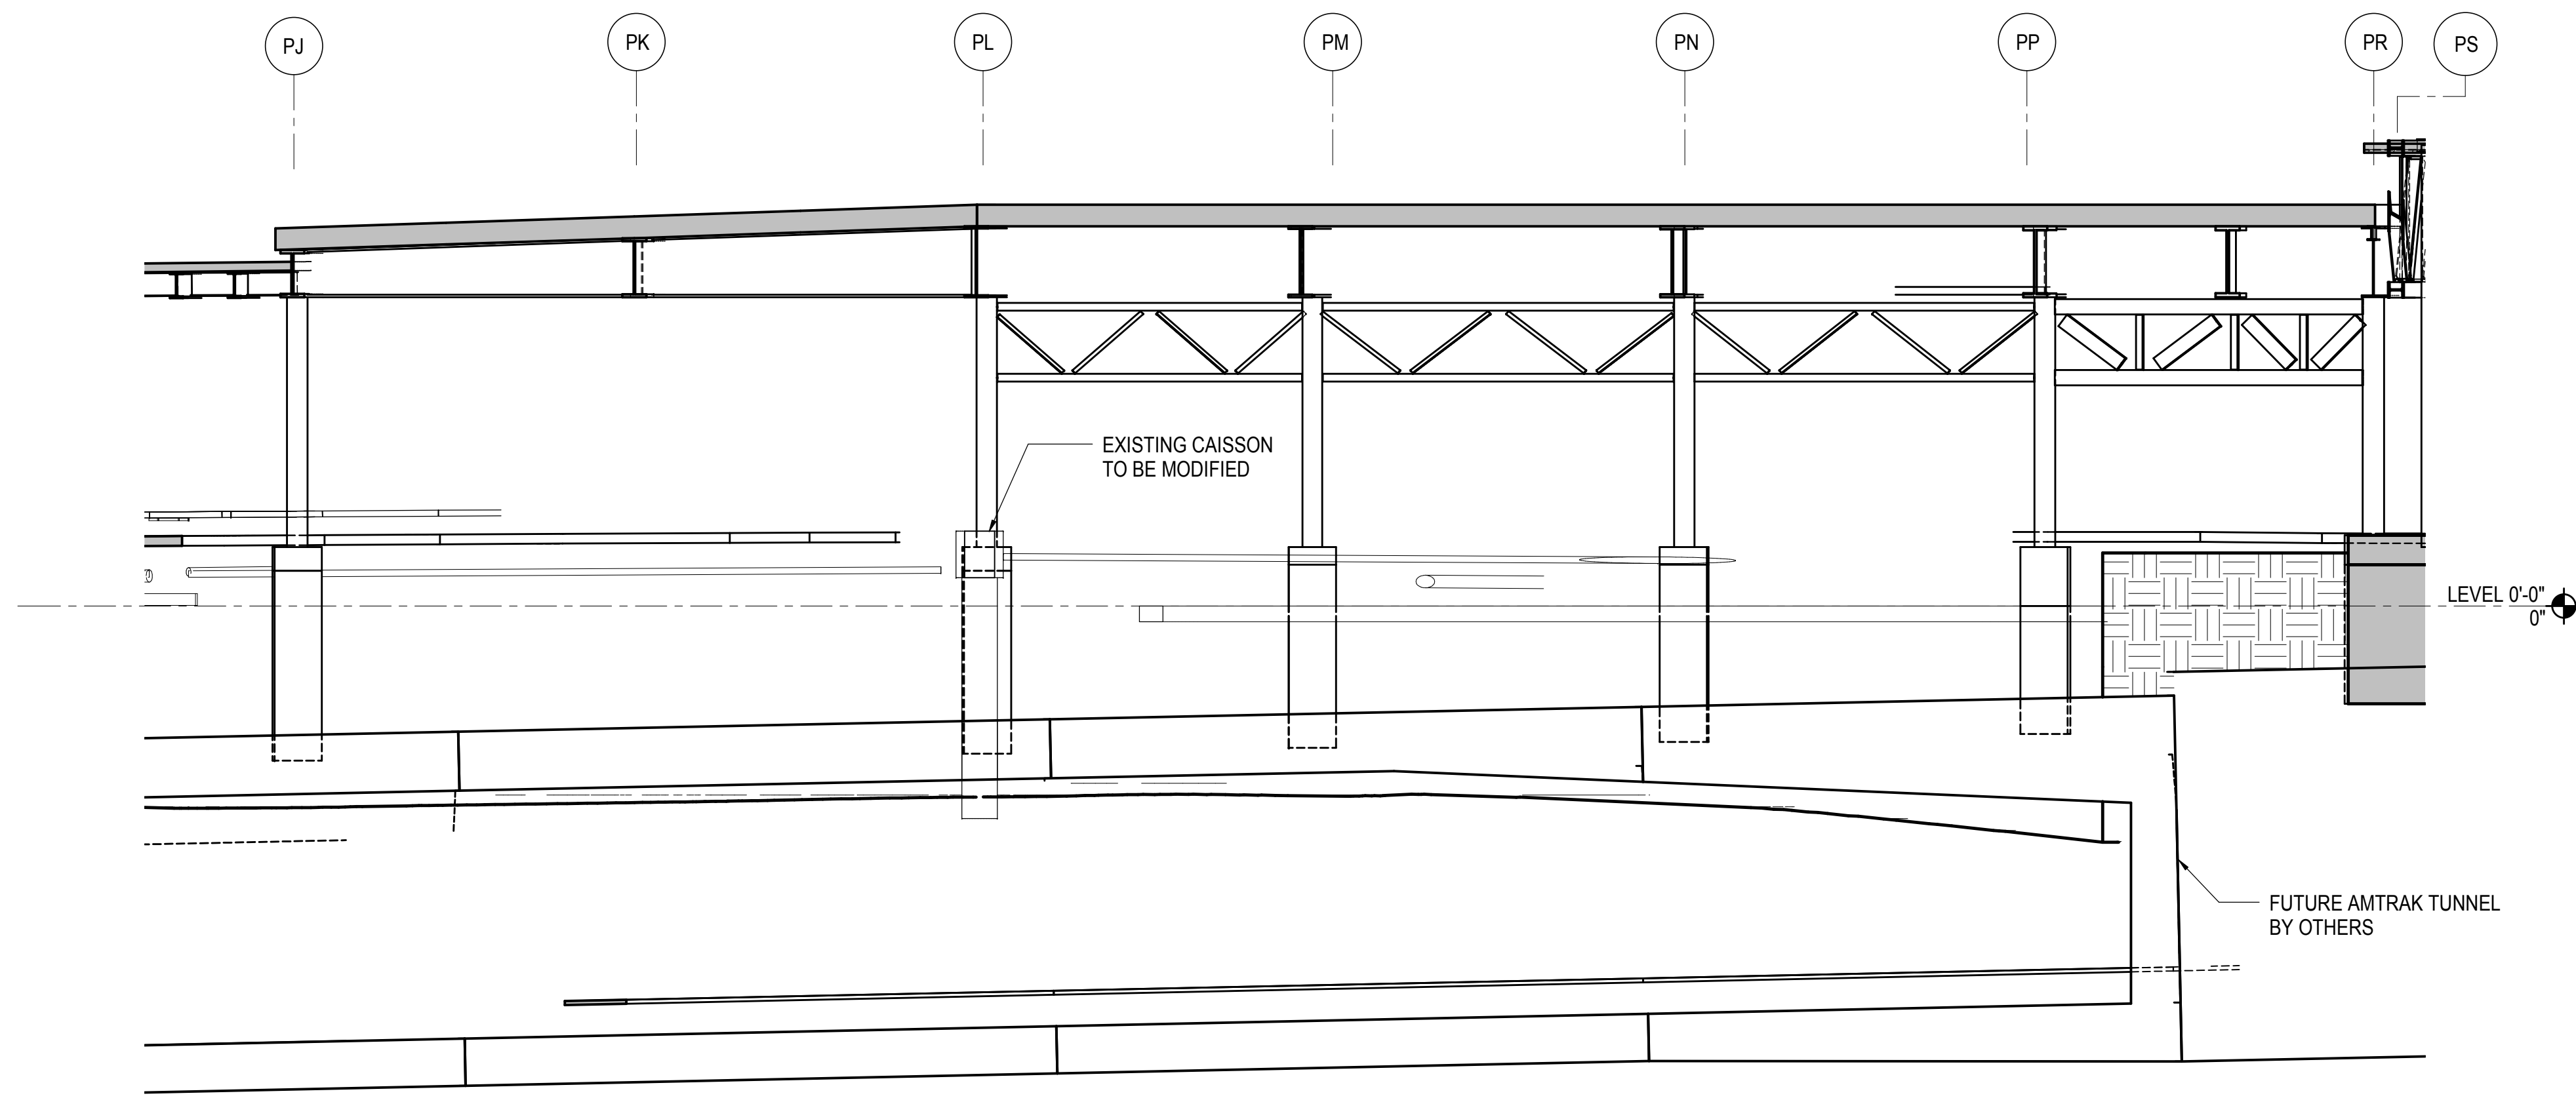 PJ
PK
PL
PM
PN
PP
PR
PS
EXISTING CAISSON
TO BE MODIFIED
LEVEL 0'-0"
0"
FUTURE AMTRAK TUNNEL
BY OTHERS